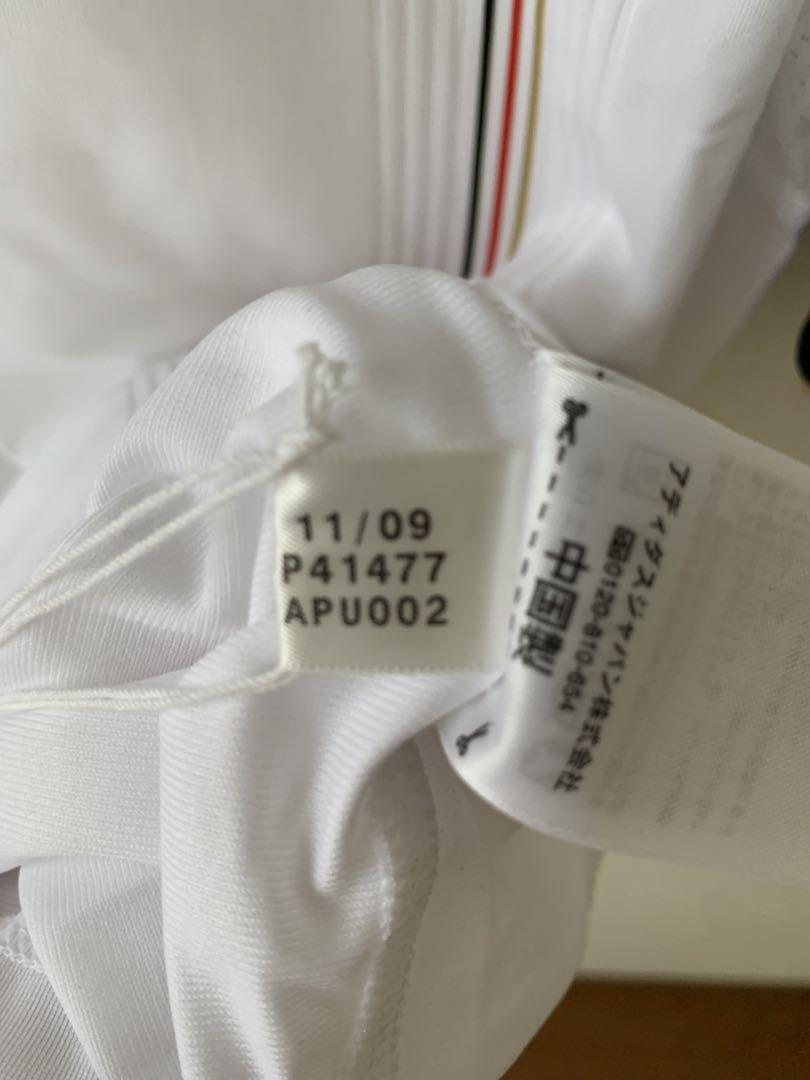 11/09
P41477
APU002
アディダスジャパン株式会社
0120-810-654
中国製